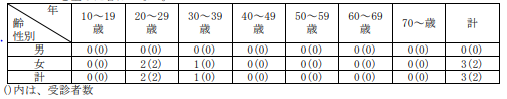 年齢 性別 10～19歳 20～29歳 30～39歳 40～49歳 50～59歳 60～69歳 70～歳 計
男 0(0) 0(0) 0(0) 0(0) 0(0) 0(0) 0(0) 0(0)
女 0(0) 2(2) 1(0) 0(0) 0(0) 0(0) 0(0) 3(2)
計 0(0) 2(2) 1(0) 0(0) 0(0) 0(0) 0(0) 3(2)
()内は、受診者数